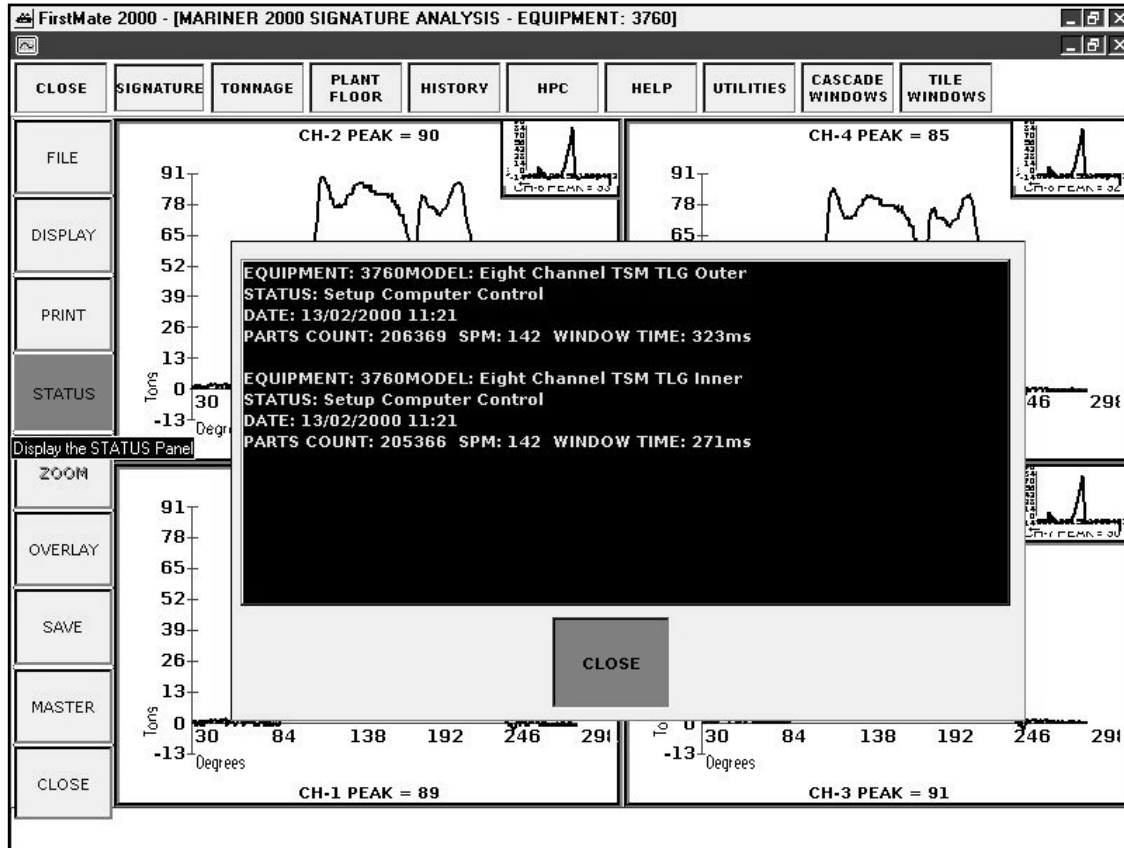 FirstMate 2000 - [MARINER 2000 SIGNATURE ANALYSIS - EQUIPMENT: 3760]
CLOSE SIGNATURE TONNAGE PLANT FLOOR HISTORY HPC HELP UTILITIES CASCADE WINDOWS TILE WINDOWS
FILE
DISPLAY
PRINT
STATUS
Display the STATUS Panel
ZOOM
OVERLAY
SAVE
MASTER
CLOSE
CH-2 PEAK = 90
91
78
65
52
39
26
13
0
-13
Tons
30
Degr
CH-4 PEAK = 85
91
78
65
46 298
EQUIPMENT: 3760MODEL: Eight Channel TSM TLG Outer
STATUS: Setup Computer Control
DATE: 13/02/2000 11:21
PARTS COUNT: 206369 SPM: 142 WINDOW TIME: 323ms
EQUIPMENT: 3760MODEL: Eight Channel TSM TLG Inner
STATUS: Setup Computer Control
DATE: 13/02/2000 11:21
PARTS COUNT: 205366 SPM: 142 WINDOW TIME: 271ms
CLOSE
91
78
65
52
39
26
13
0
-13
Tons
30 84 138 192 246
Degrees
CH-1 PEAK = 89
To
0
-13
30 84 138 192 246
Degrees
CH-3 PEAK = 91